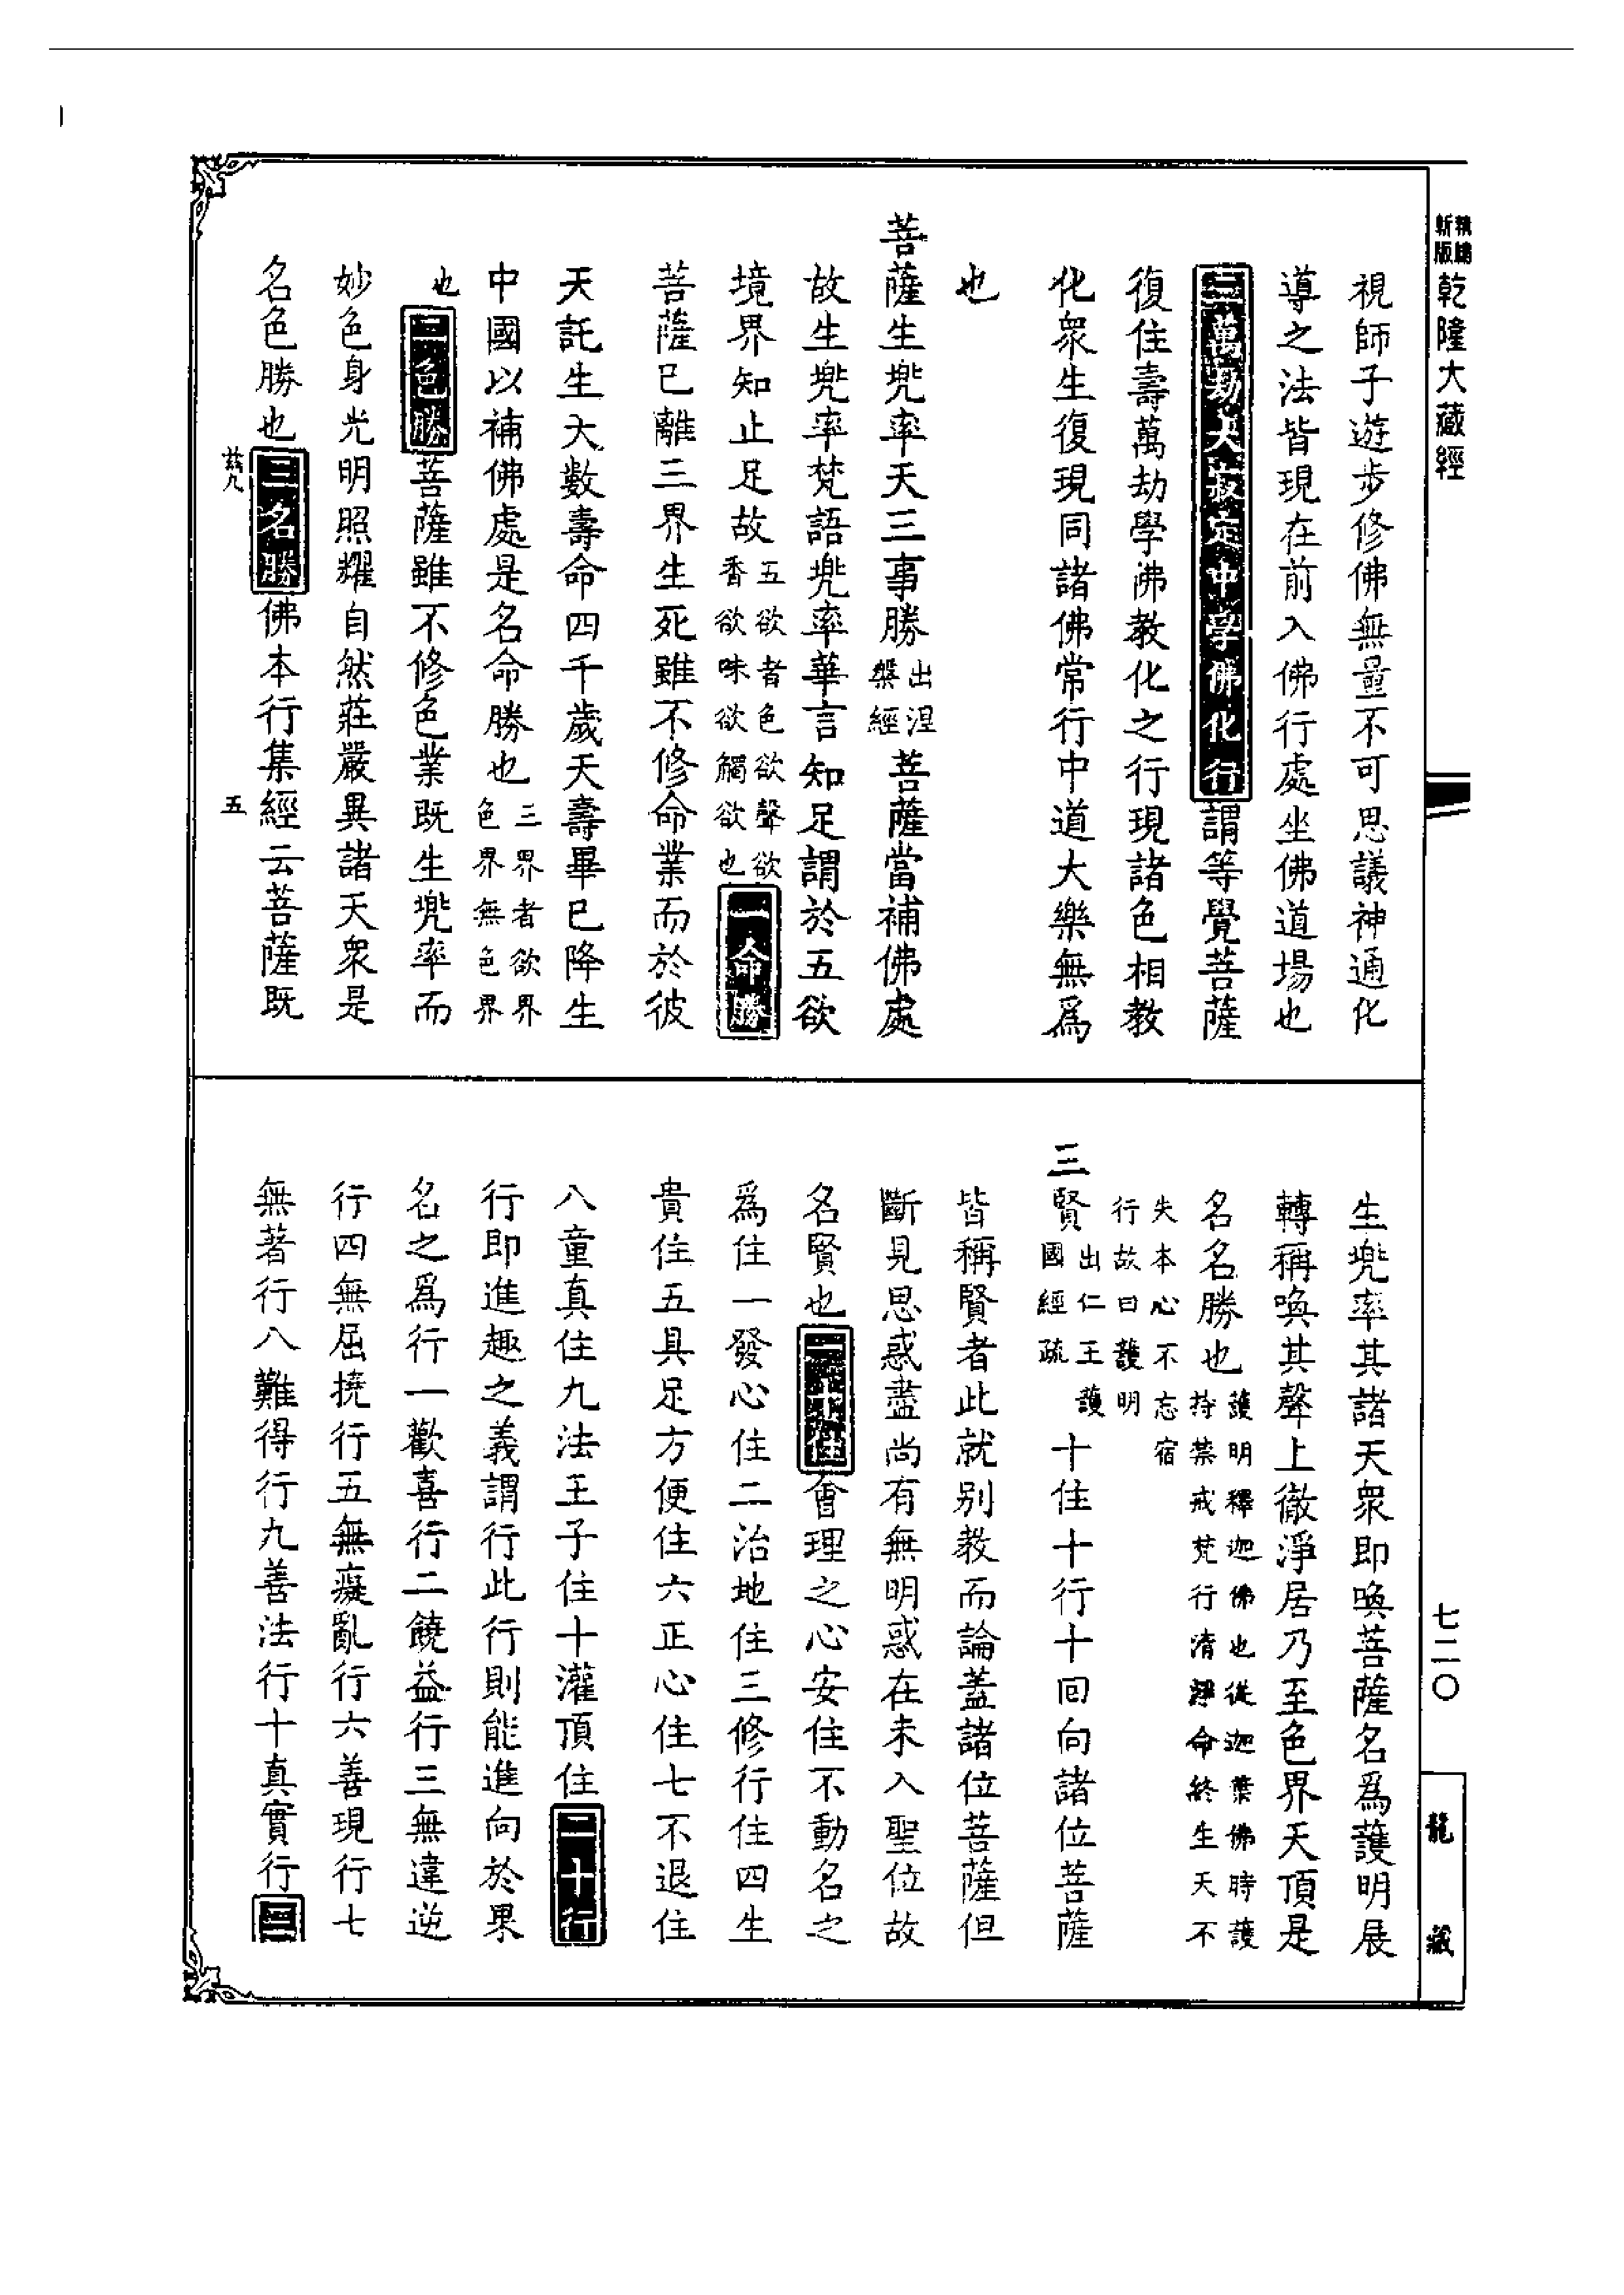 新版
精編
乾隆大藏經
視師子遊步修佛無量不可思議神通化
導之法皆現在前入佛行處坐佛道場也
三萬劫大寂定中學佛化行謂等覺菩薩
復住壽萬劫學佛教化之行現諸色相教
化衆生復現同諸佛常行中道大樂無爲
也
菩薩生兜率天三事勝出涅槃經菩薩當補佛處
故生兜率梵語兜率華言知足謂於五欲
境界知止足故五欲者色欲聲欲香欲味欲觸欲也一命勝
菩薩已離三界生死雖不修命業而於彼
天託生大數壽命四千歲天壽畢已降生
中國以補佛處是名命勝也三界者欲界色界無色界
也二色勝菩薩雖不修色業既生兜率而
妙色身光明照耀自然莊嚴異諸天衆是
名色勝也三名勝佛本行集經云菩薩既
茲九
五
生兜率其諸天衆即喚菩薩名爲護明展
轉稱喚其聲上徹淨居乃至色界天頂是
名名勝也護明釋迦佛也從迦葉佛時護持禁戒梵行清淨命終生天不
失本心不忘宿行故曰護明
三賢出仁王護國經疏十住十行十回向諸位菩薩
皆稱賢者此就别教而論蓋諸位菩薩但
斷見思惑盡尚有無明惑在未入聖位故
名賢也一十住會理之心安住不動名之
爲住一發心住二治地住三修行住四生
貴住五具足方便住六正心住七不退住
八童真住九法王子住十灌頂住二十行
行即進趣之義謂行此行則能進向於果
名之爲行一歡喜行二饒益行三無違逆
行四無屈撓行五無癡亂行六善現行七
無著行八難得行九善法行十真實行三
七二〇
龍藏